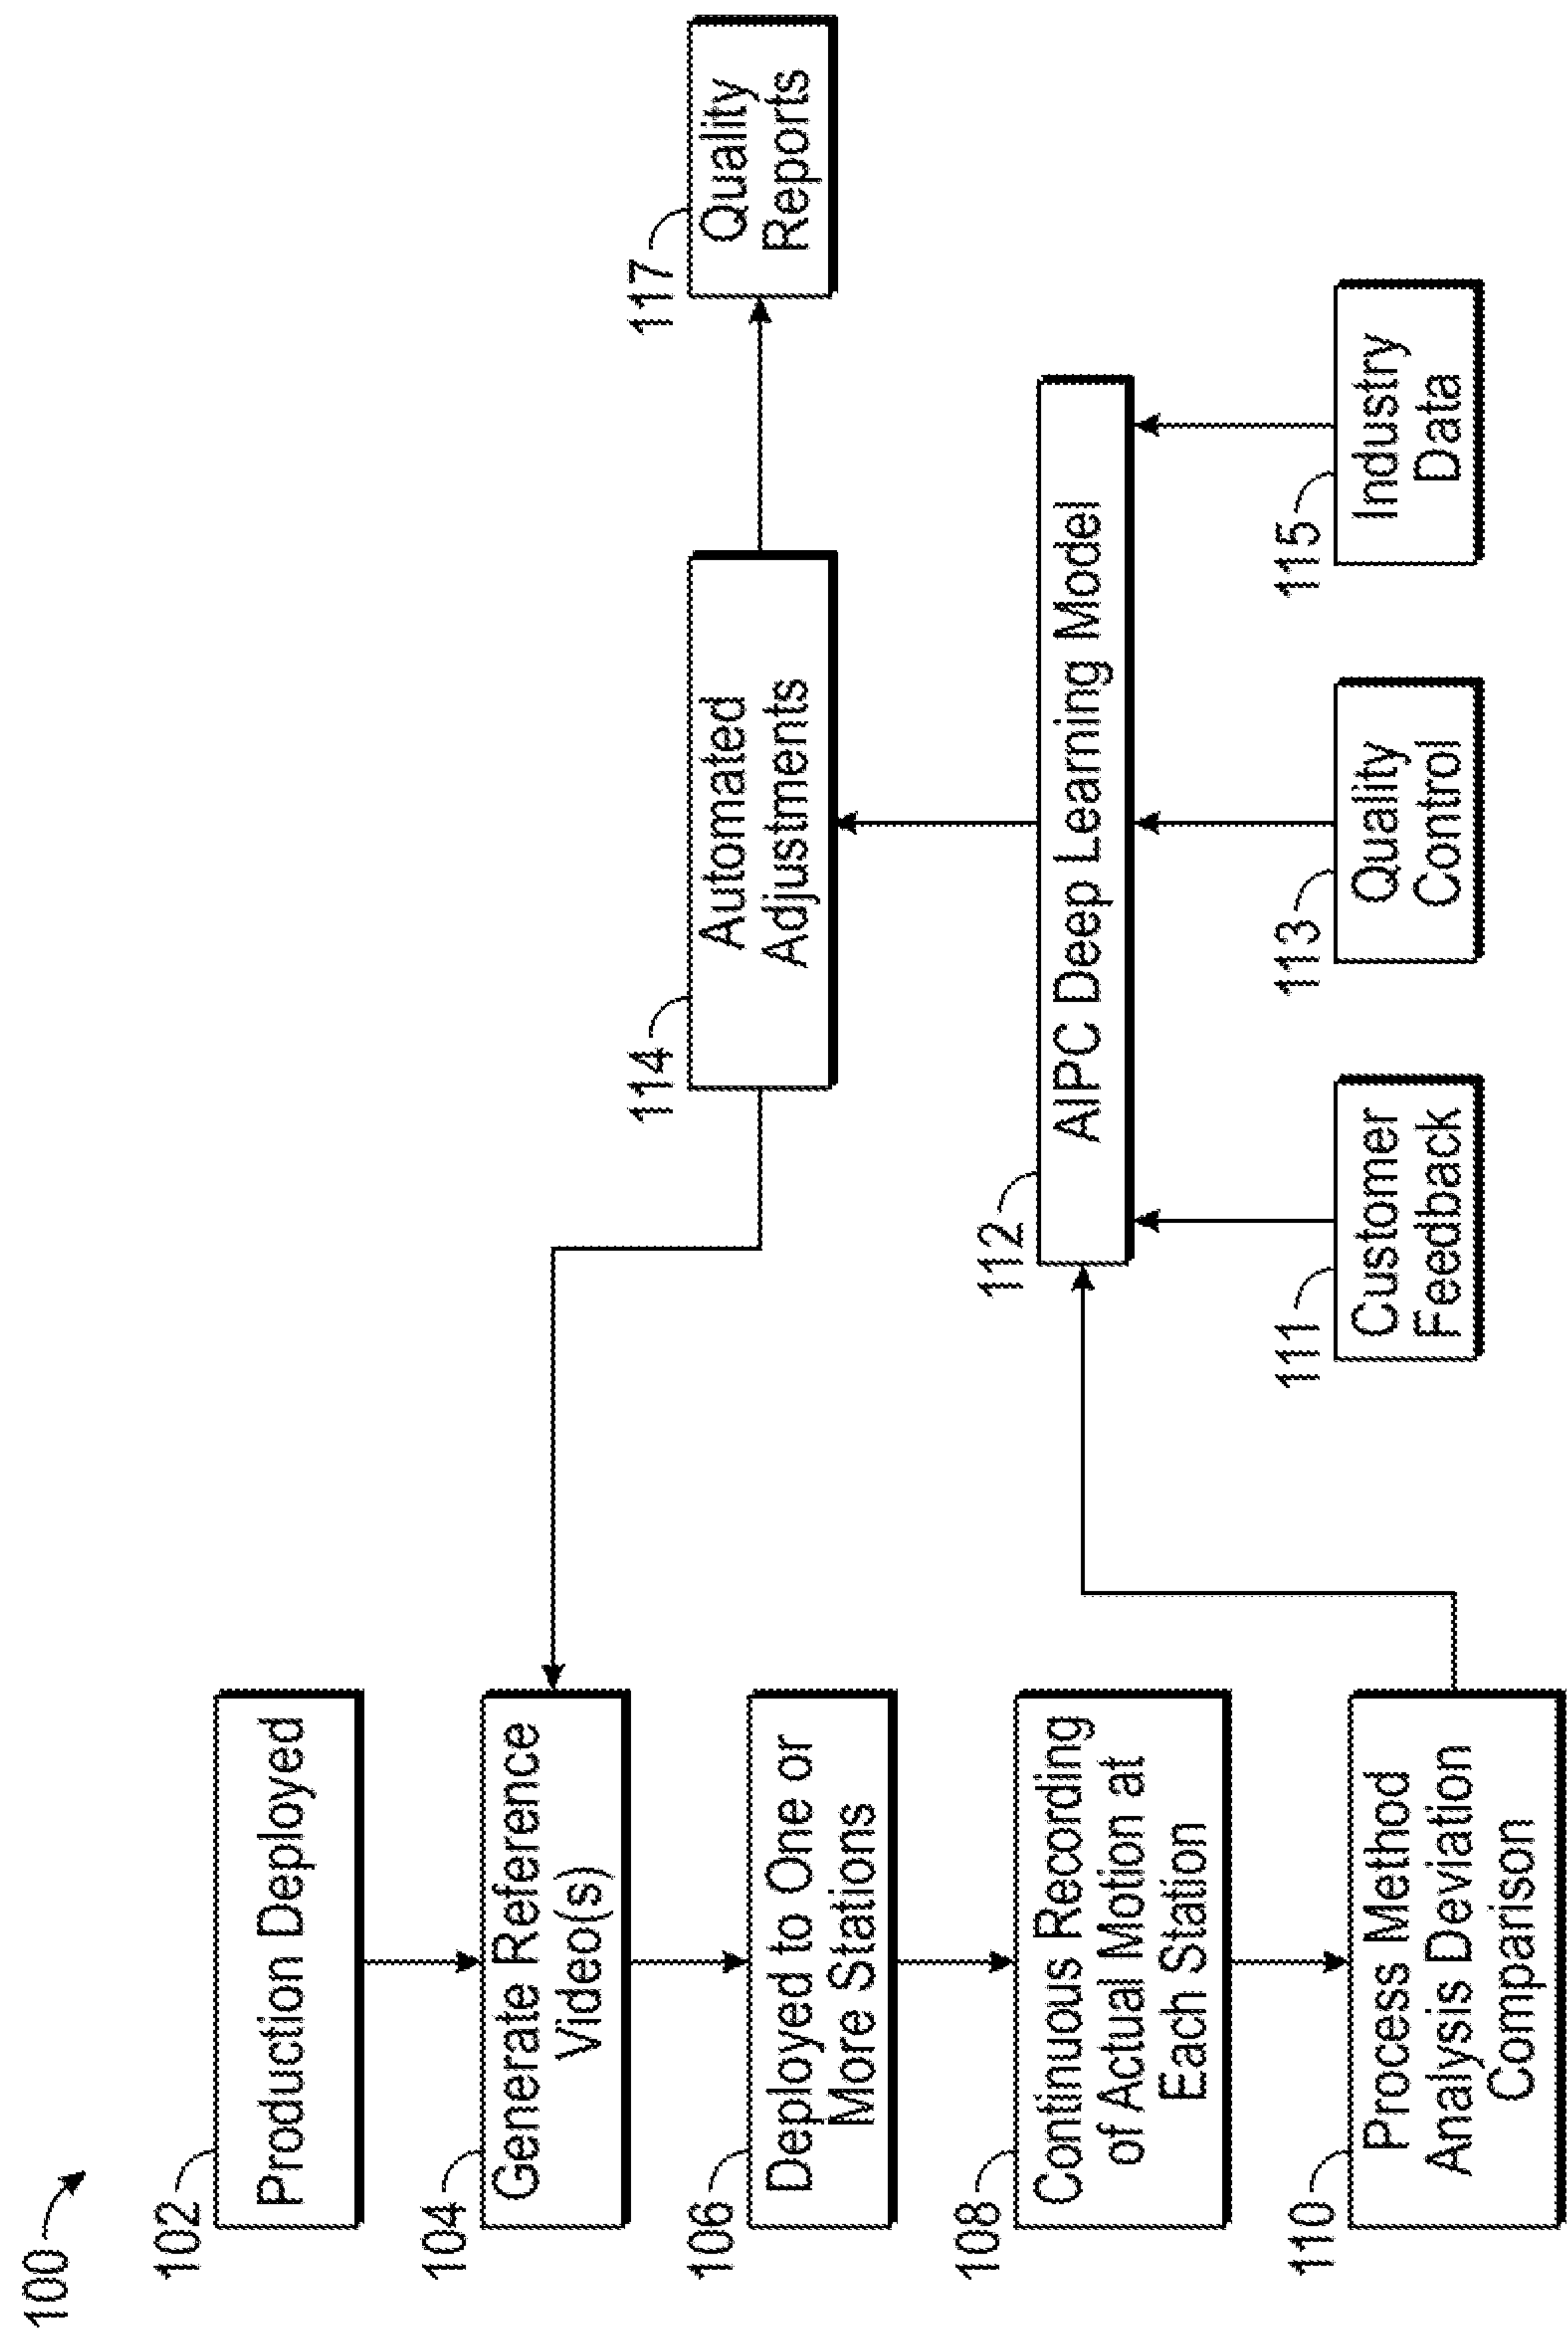 100
102
Production Deployed
104
Generate Reference
Video(s)
106
Deployed to One or
More Stations
108
Continuous Recording
of Actual Motion at
Each Station
110
Process Method
Analysis Deviation
Comparison
114
Automated
Adjustments
117
Quality
Reports
112
AIPC Deep Learning Model
111
Customer
Feedback
113
Quality
Control
115
Industry
Data